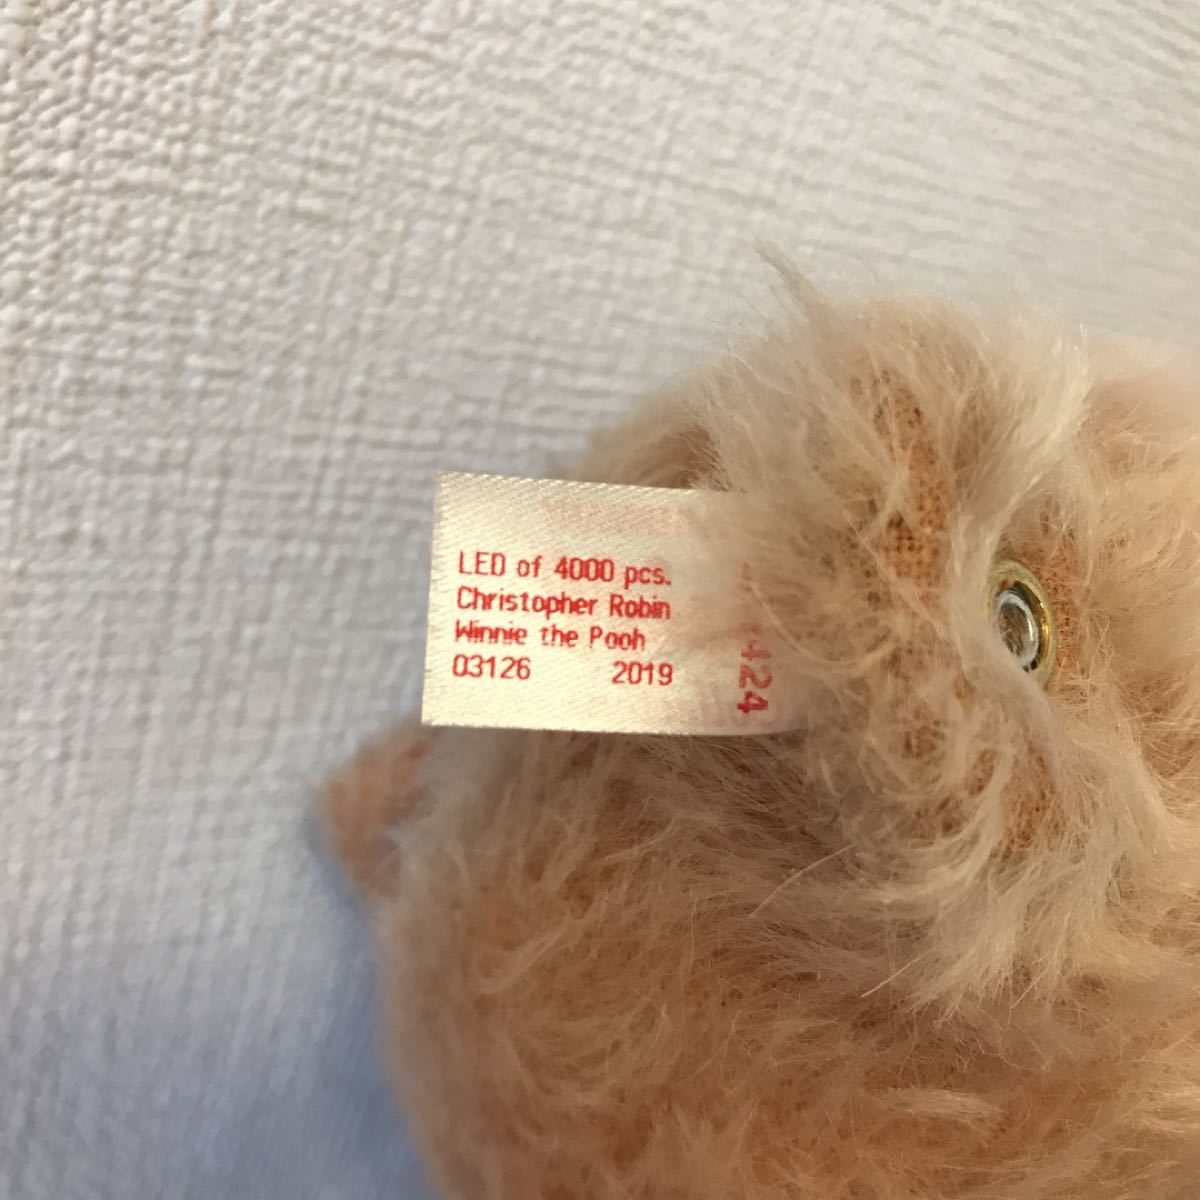 LED of 4000 pcs.
Christopher Robin
Winnie the Pooh
03126 2019
424